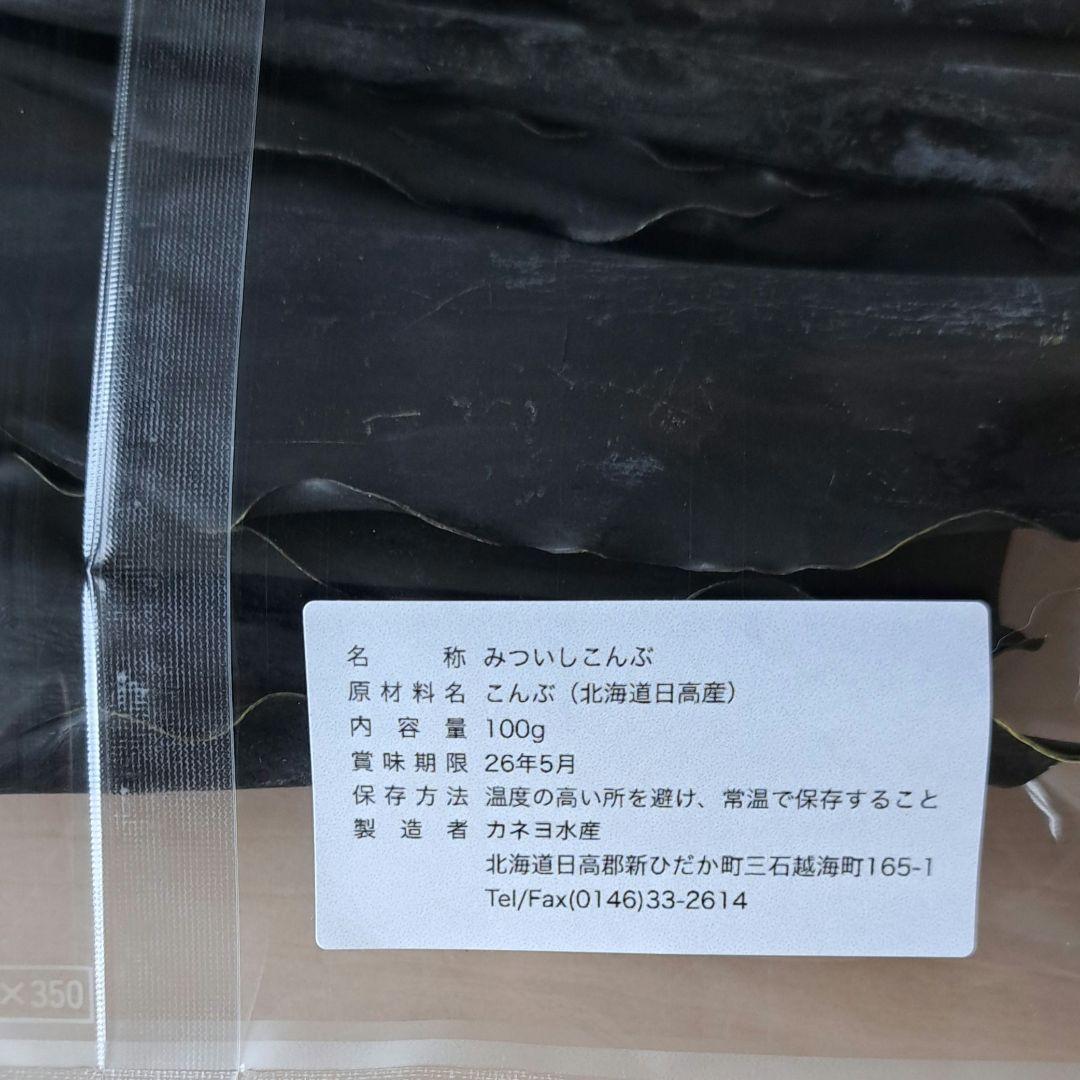 名称 みついしこんぶ
原材料名 こんぶ（北海道日高産）
内容量 100g
賞味期限 26年5月
保存方法 温度の高い所を避け、常温で保存すること
製造者 カネヨ水産
北海道日高郡新ひだか町三石越海町165-1
Tel/Fax(0146)33-2614
×350